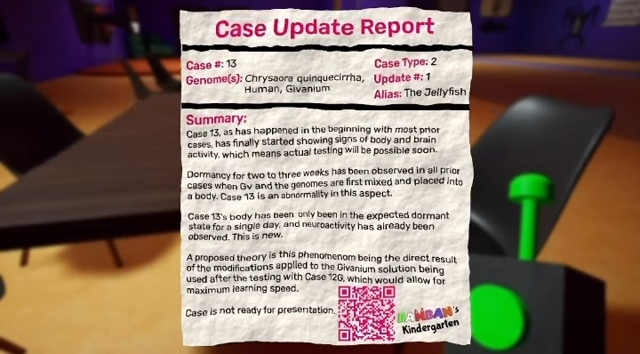 Case Update Report
Case #: 13
Case Type: 2
Genome(s): Chrysaora quinquecirrha,
Human, Givanium
Update #: 1
Alias: The Jellyfish
Summary:
Case 13, as has happened in the beginning with most prior
cases, has finally started showing signs of body and brain
activity, which means actual testing will be possible soon.
Dormancy for two to three weeks has been observed in all prior
cases when Gv and the genomes are first mixed and placed into
a body. Case 13 is an abnormality in this aspect.
Case 13's body has been only been in the expected dormant
state for a single day, and neuroactivity has already been
observed. This is new.
A proposed theory is this phenomenon being the direct result
of the modifications applied to the Givanium solution being
used after the testing with Case 12G, which would allow for
maximum learning speed.
Case is not ready for presentation.
BANBAN's
Kindergarten